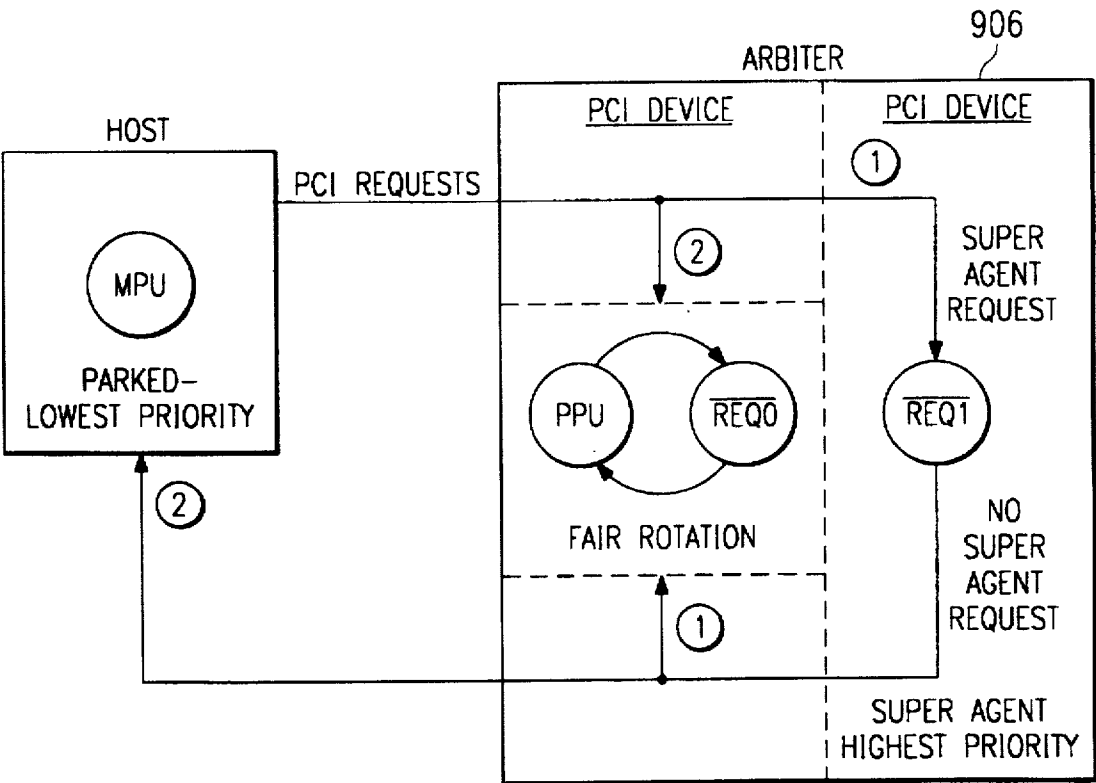 906
ARBITER
PCI DEVICE
PCI DEVICE
HOST
1
PCI REQUESTS
2
SUPER
AGENT
REQUEST
MPU
PARKED-
LOWEST PRIORITY
PPU
REQ0
REQ1
2
FAIR ROTATION
NO
SUPER
AGENT
REQUEST
1
SUPER AGENT
HIGHEST PRIORITY